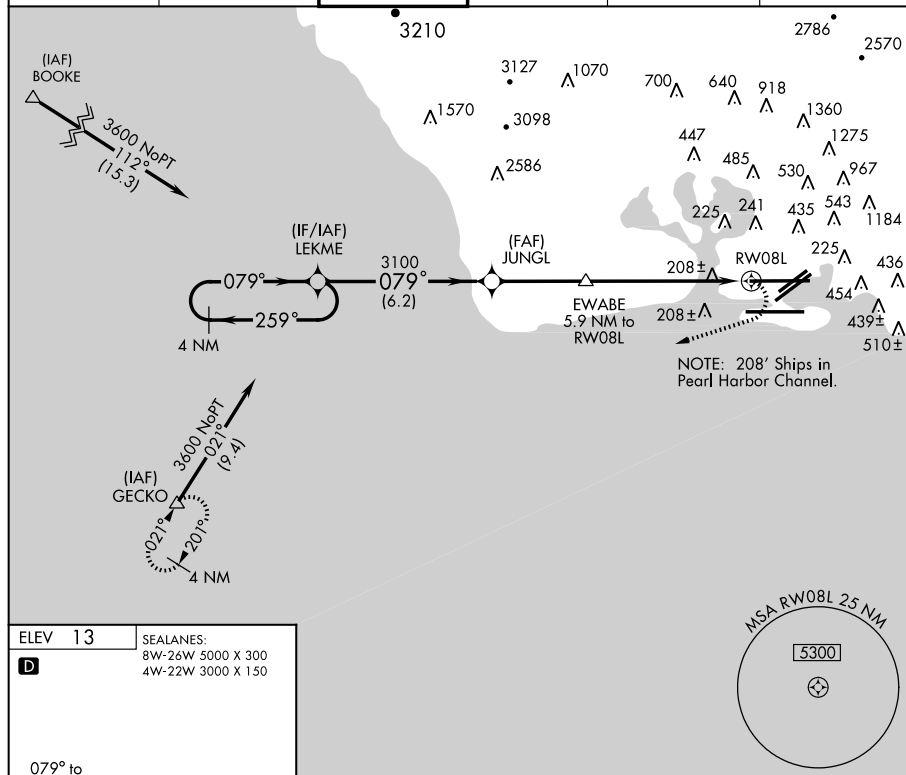 3210
2786
2570
(IAF)
BOOKE
3127
1070
700
640
918
1570
3098
1360
3600 NoPT
112°
(15.3)
1275
447
2586
485
530
967
(IF/IAF)
LEKME
225
241
435
543
1184
3100
079°
(6.2)
(FAF)
JUNGL
RW08L
225
079°
208±
436
259°
4 NM
EWABE
5.9 NM to
RW08L
208±
454
439±
510±
NOTE: 208' Ships in
Pearl Harbor Channel.
3600 NoPT
021°
(9.4)
(IAF)
GECKO
021°
201°
4 NM
MSA RW08L 25 NM
5300
ELEV 13
D
SEALANES:
8W-26W 5000 X 300
4W-22W 3000 X 150
079° to